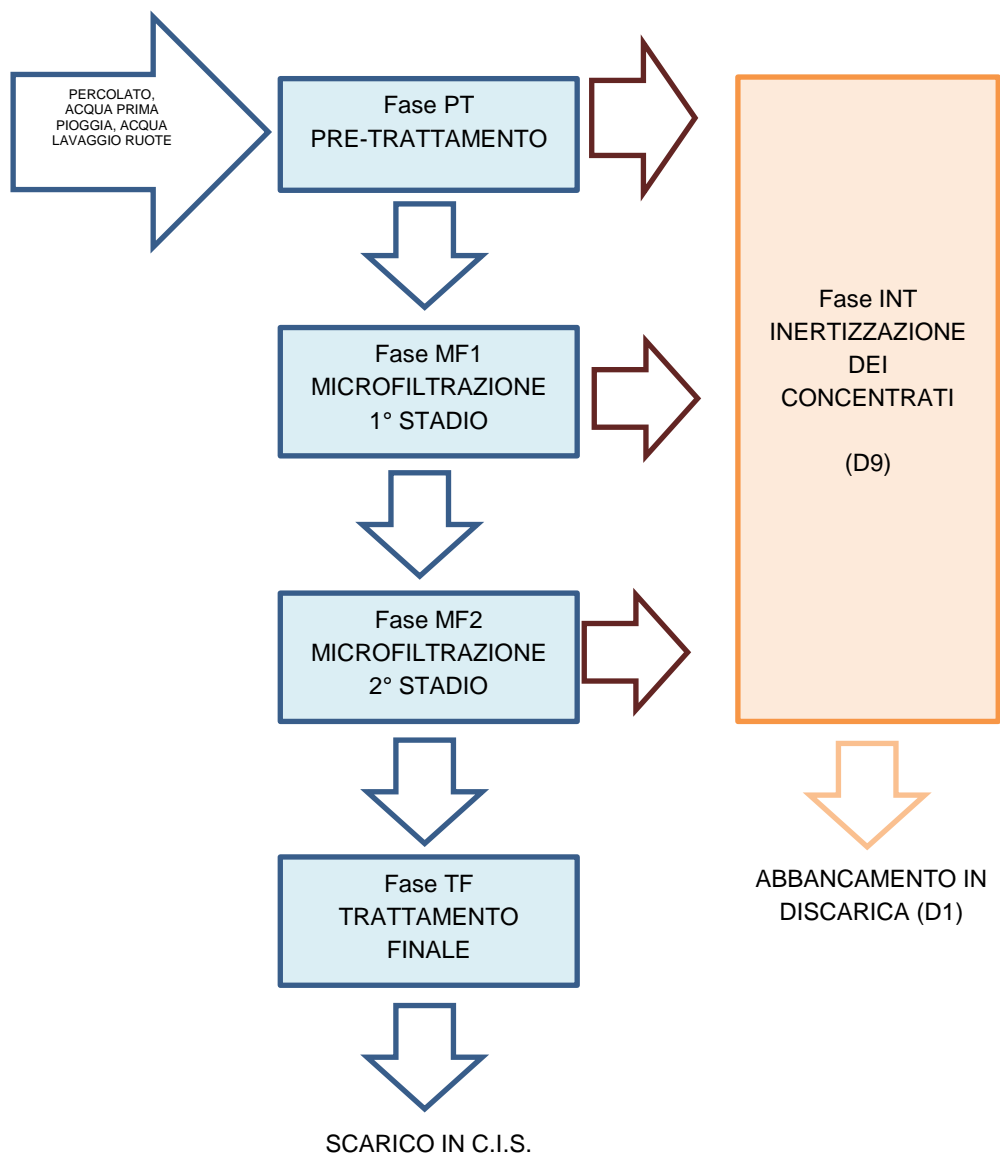 PERCOLATO,
ACQUA PRIMA
PIOGGIA, ACQUA
LAVAGGIO RUOTE
Fase PT
PRE-TRATTAMENTO
Fase MF1
MICROFILTRAZIONE
1° STADIO
Fase MF2
MICROFILTRAZIONE
2° STADIO
Fase TF
TRATTAMENTO
FINALE
SCARICO IN C.I.S.
Fase INT
INERTIZZAZIONE
DEI
CONCENTRATI
(D9)
ABBANCAMENTO IN
DISCARICA (D1)